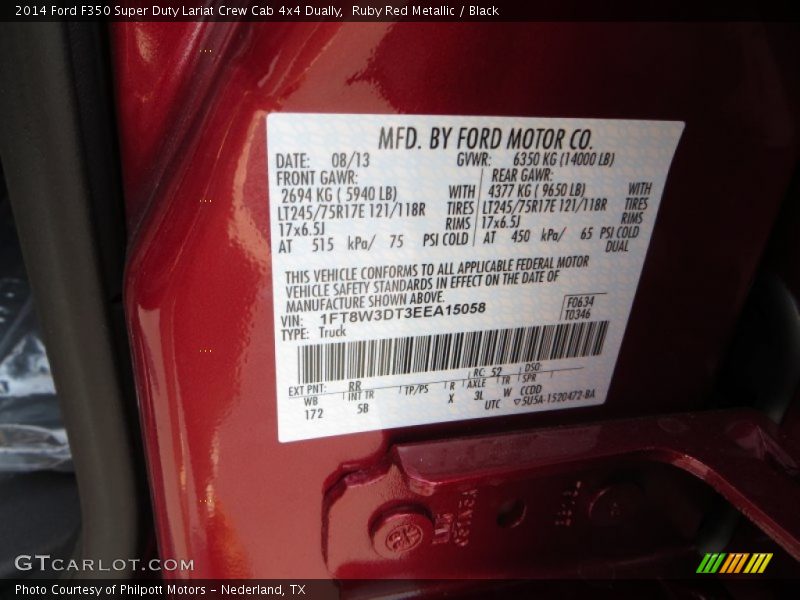 2014 Ford F350 Super Duty Lariat Crew Cab 4x4 Dually,  Ruby Red Metallic / Black
MFD. BY FORD MOTOR CO.
DATE: 08/13 GVWR: 6350 KG (14000 LB)
FRONT GAWR: REAR GAWR:
2694 KG ( 5940 LB) WITH 4377 KG ( 9650 LB) WITH
LT245/75R17E 121/118R TIRES LT245/75R17E 121/118R TIRES
17x6.5J RIMS 17x6.5J RIMS
AT 515 kPa/ 75 PSI COLD AT 450 kPa/ 65 PSI COLD
DUAL
THIS VEHICLE CONFORMS TO ALL APPLICABLE FEDERAL MOTOR
VEHICLE SAFETY STANDARDS IN EFFECT ON THE DATE OF
MANUFACTURE SHOWN ABOVE.
VIN: 1FT8W3DT3EEA15058 F0634
TYPE: Truck T0346
EXT PNT: RR RC: 52 DSO:
WB INT TR TP/PS R AXLE TR SPR
172 5B X 3L W CCDD
UTC ▽5U5A-1520472-BA
GTCARLOT.COM
Photo Courtesy of Philpott Motors - Nederland, TX